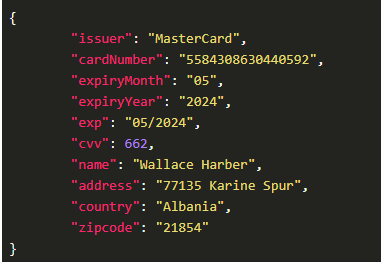 {
"issuer": "MasterCard",
"cardNumber": "5584308630440592",
"expiryMonth": "05",
"expiryYear": "2024",
"exp": "05/2024",
"cvv": 662,
"name": "Wallace Harber",
"address": "77135 Karine Spur",
"country": "Albania",
"zipcode": "21854"
}